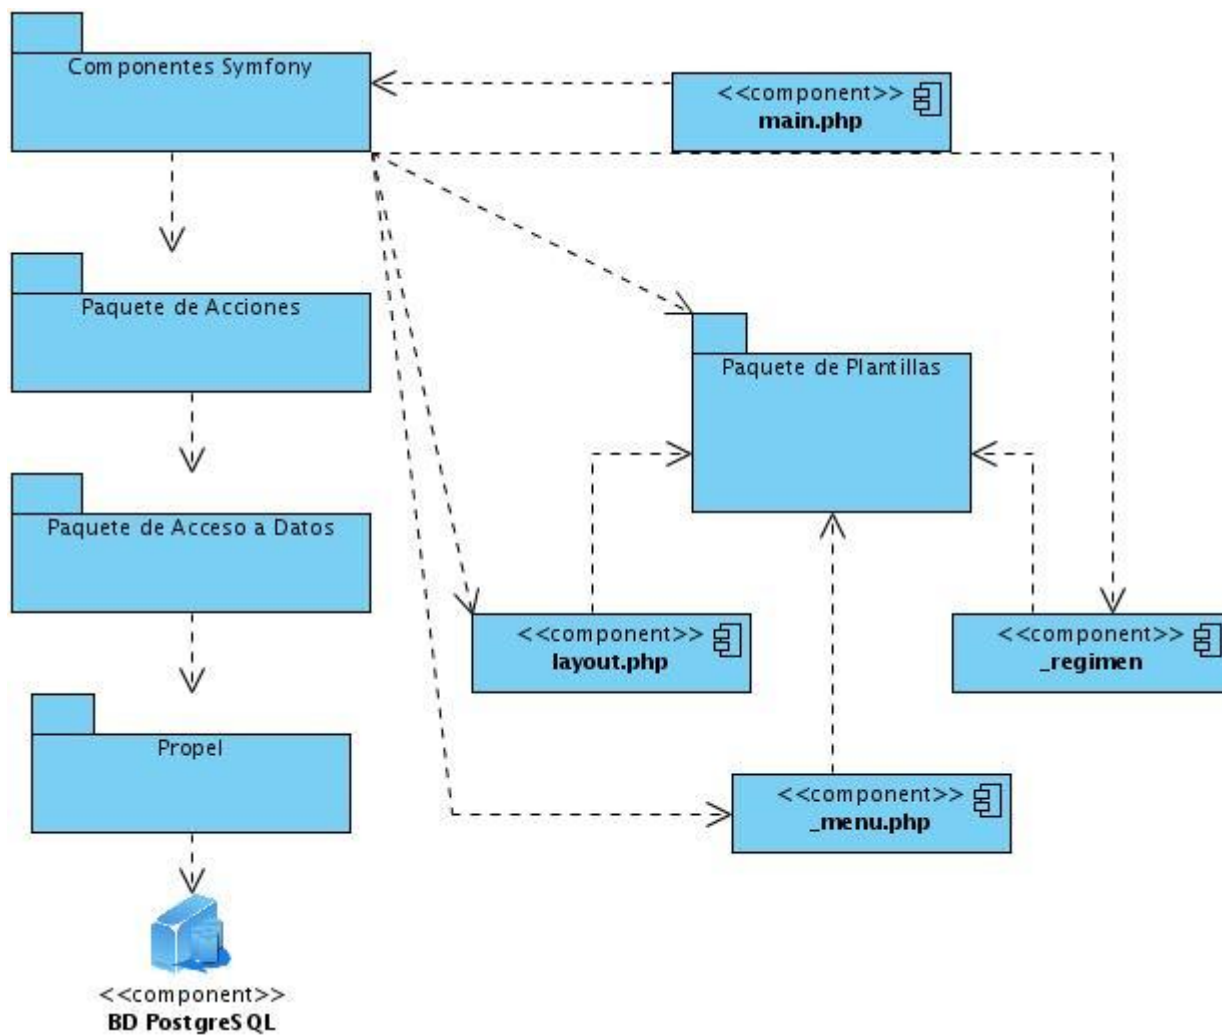 Componentes Symfony
<<component>>
main.php
Paquete de Acciones
Paquete de Plantillas
Paquete de Acceso a Datos
<<component>>
layout.php
<<component>>
_regimen
Propel
<<component>>
_menu.php
<<component>>
BD PostgreSQL